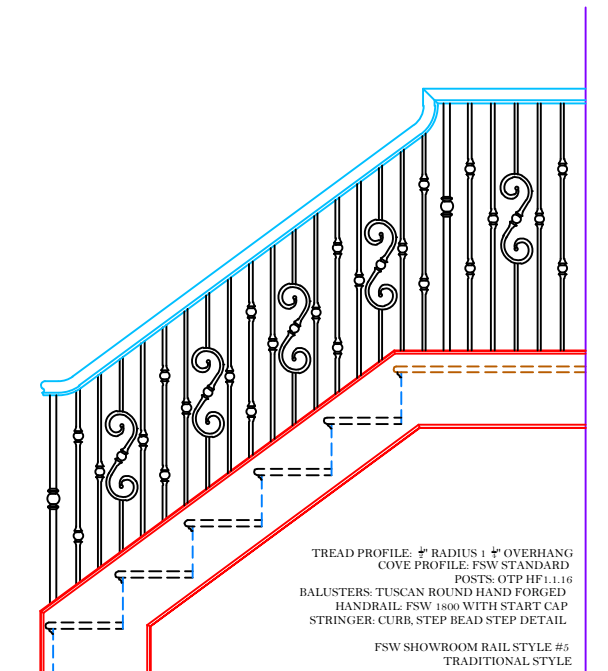 TREAD PROFILE: ½" RADIUS 1 ½" OVERHANG
COVE PROFILE: FSW STANDARD
POSTS: OTP HF1.1.16
BALUSTERS: TUSCAN ROUND HAND FORGED
HANDRAIL: FSW 1800 WITH START CAP
STRINGER: CURB, STEP BEAD STEP DETAIL
FSW SHOWROOM RAIL STYLE #5
TRADITIONAL STYLE